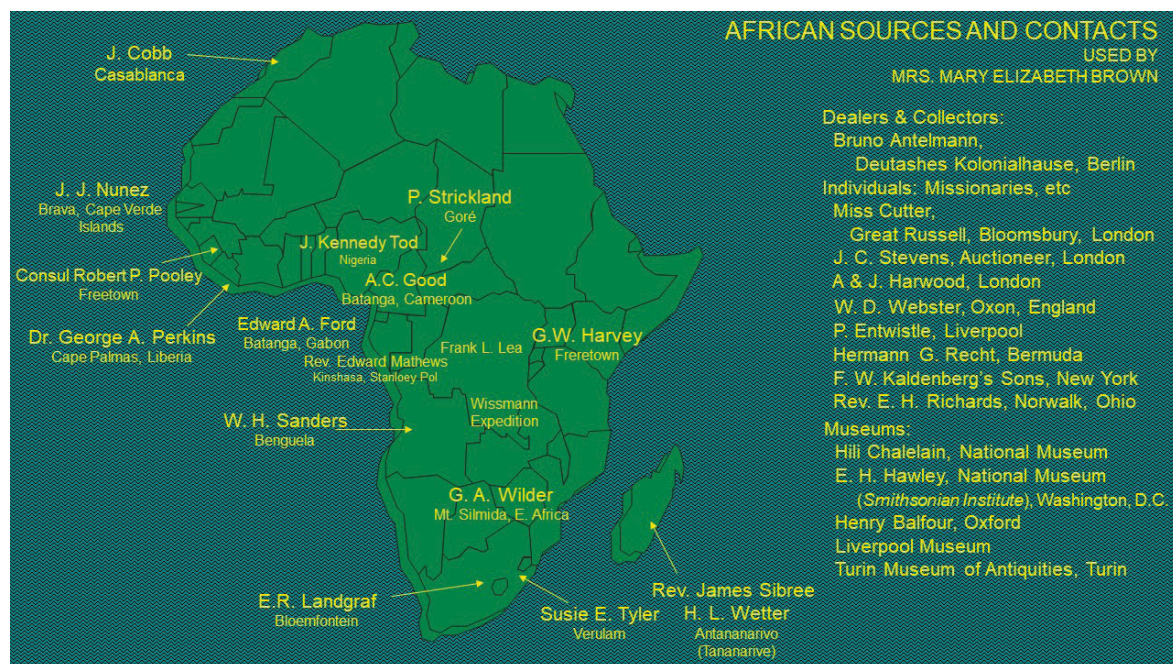 AFRICAN SOURCES AND CONTACTS
USED BY
MRS. MARY ELIZABETH BROWN
J. Cobb
Casablanca
J. J. Nunez
Brava, Cape Verde
Islands
P. Strickland
Goré
J. Kennedy Tod
Nigeria
Consul Robert P. Pooley
Freetown
A.C. Good
Batanga, Cameroon
Dr. George A. Perkins
Cape Palmas, Liberia
Edward A. Ford
Batanga, Gabon
Rev. Edward Mathews
Kinshasa, Stanloey Pol
Frank L. Lea
G.W. Harvey
Freretown
W. H. Sanders
Benguela
Wissmann
Expedition
G. A. Wilder
Mt. Silmida, E. Africa
E.R. Landgraf
Bloemfontein
Susie E. Tyler
Verulam
Rev. James Sibree
H. L. Wetter
Antananarivo
(Tananarive)
Dealers & Collectors:
Bruno Antelmann,
Deutashes Kolonialhause, Berlin
Individuals: Missionaries, etc
Miss Cutter,
Great Russell, Bloomsbury, London
J. C. Stevens, Auctioneer, London
A & J. Harwood, London
W. D. Webster, Oxon, England
P. Entwistle, Liverpool
Hermann G. Recht, Bermuda
F. W. Kaldenberg's Sons, New York
Rev. E. H. Richards, Norwalk, Ohio
Museums:
Hili Chalelain, National Museum
E. H. Hawley, National Museum
(Smithsonian Institute), Washington, D.C.
Henry Balfour, Oxford
Liverpool Museum
Turin Museum of Antiquities, Turin